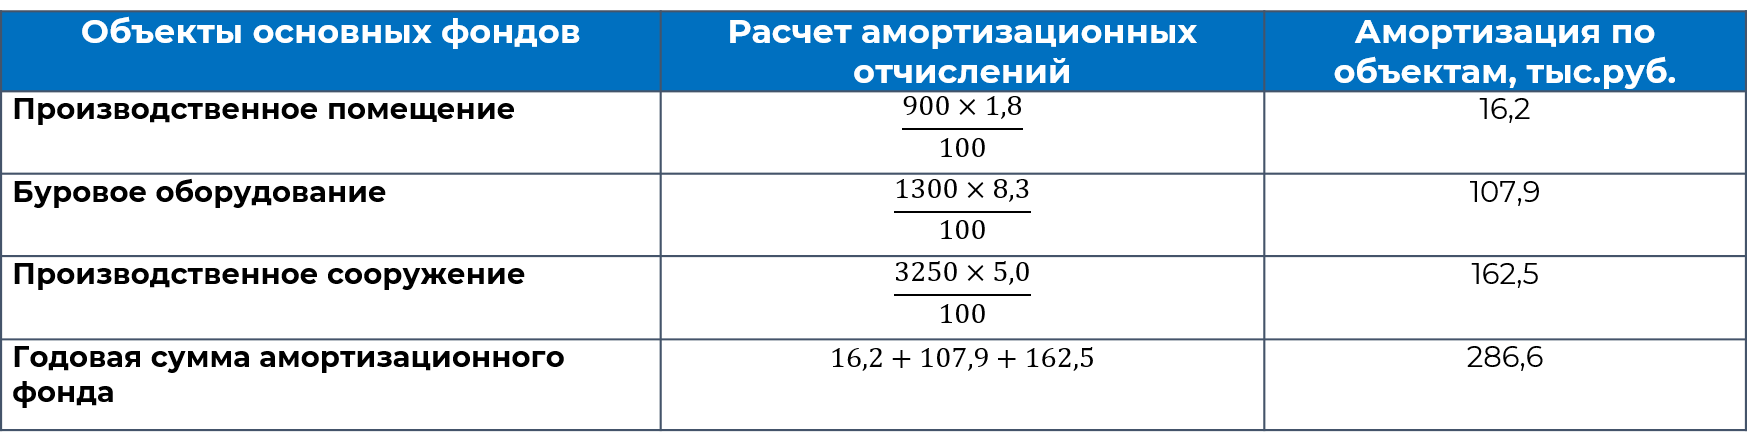 Объекты основных фондов
Расчет амортизационных
отчислений
Амортизация по
объектам, тыс.руб.
Производственное помещение
900 × 1,8
100
16,2
Буровое оборудование
1300 × 8,3
100
107,9
Производственное сооружение
3250 × 5,0
100
162,5
Годовая сумма амортизационного
фонда
16,2 + 107,9 + 162,5
286,6